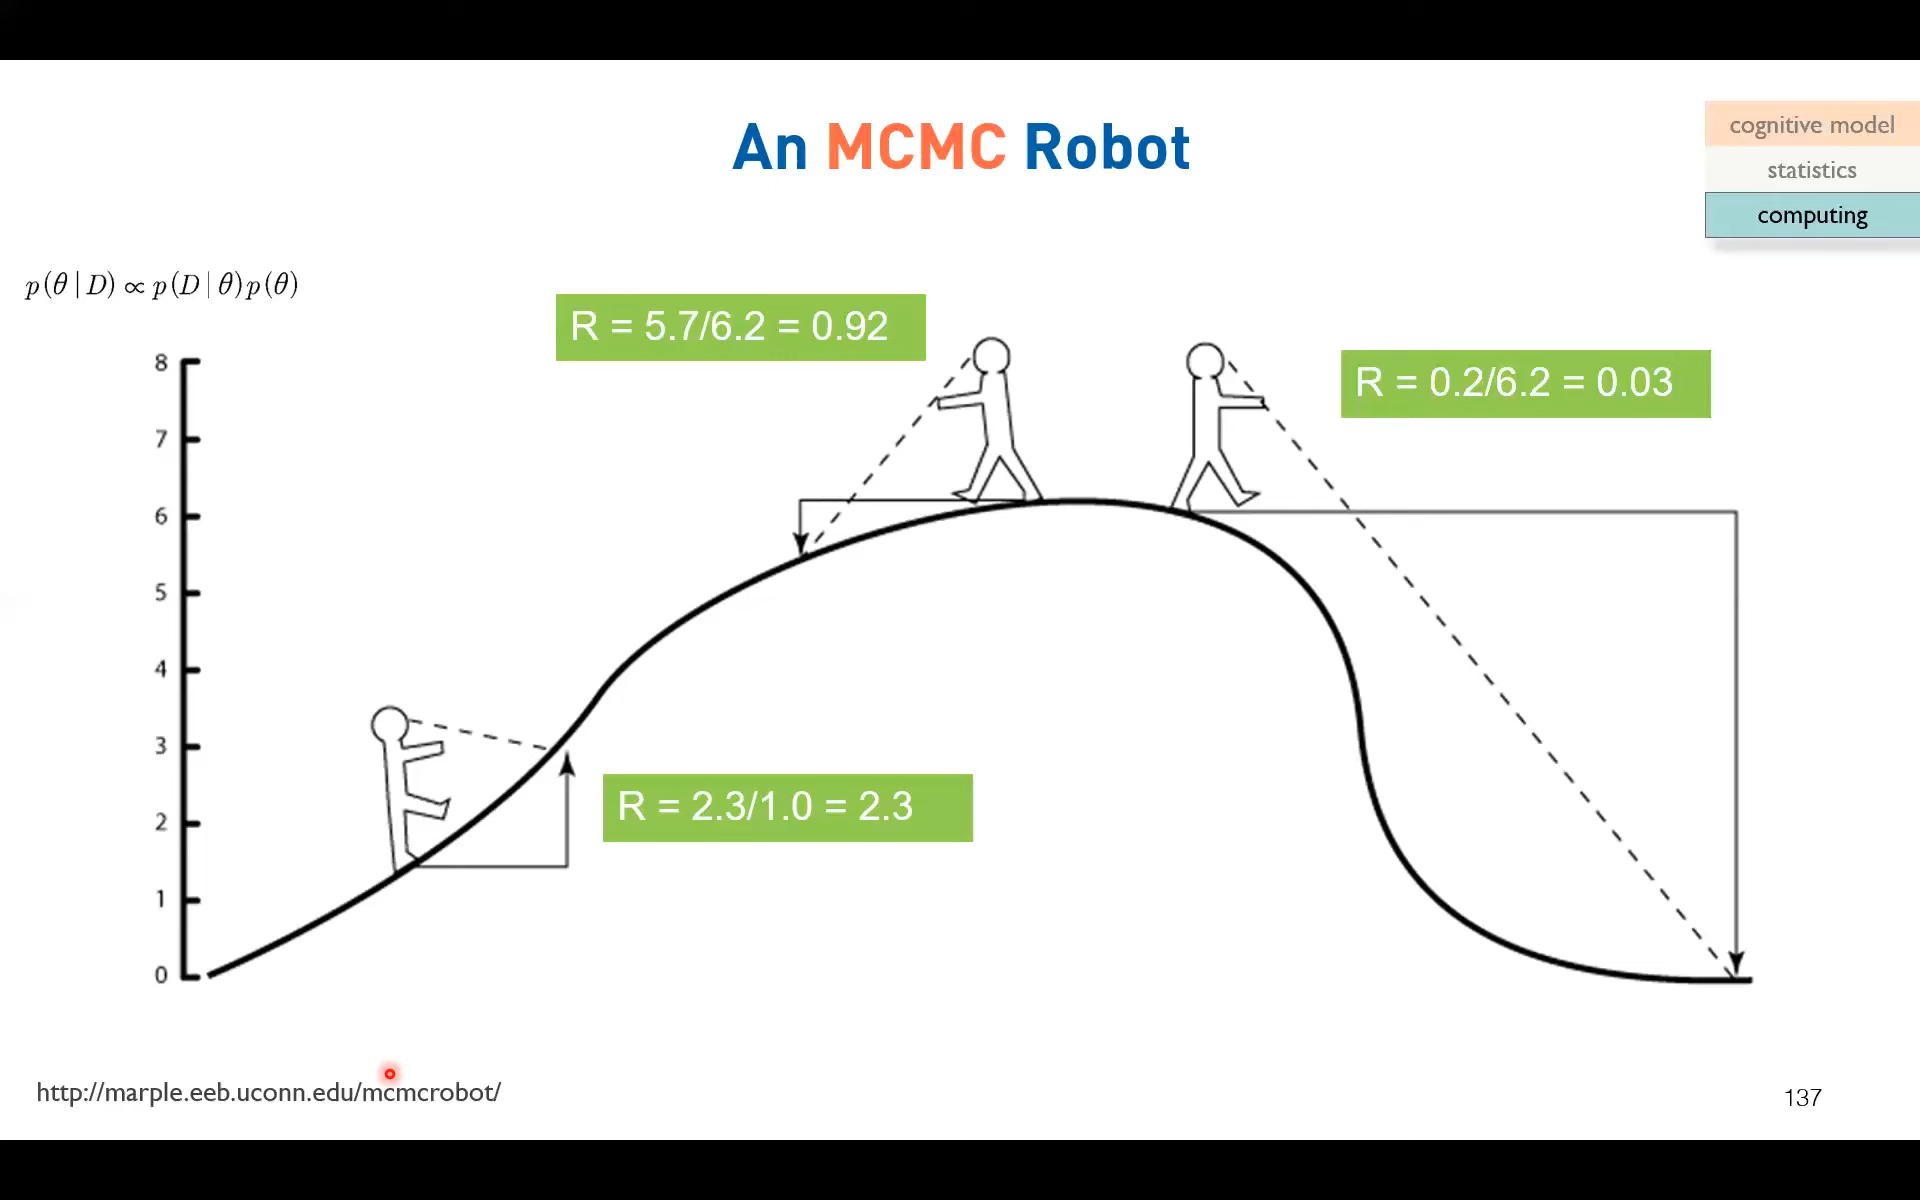 An MCMC Robot
cognitive model
statistics
computing
p(θ|D) ∝ p(D|θ)p(θ)
R = 5.7/6.2 = 0.92
R = 0.2/6.2 = 0.03
8
7
6
5
4
3
2
1
0
R = 2.3/1.0 = 2.3
http://marple.eeb.uconn.edu/mcmcrobot/
137